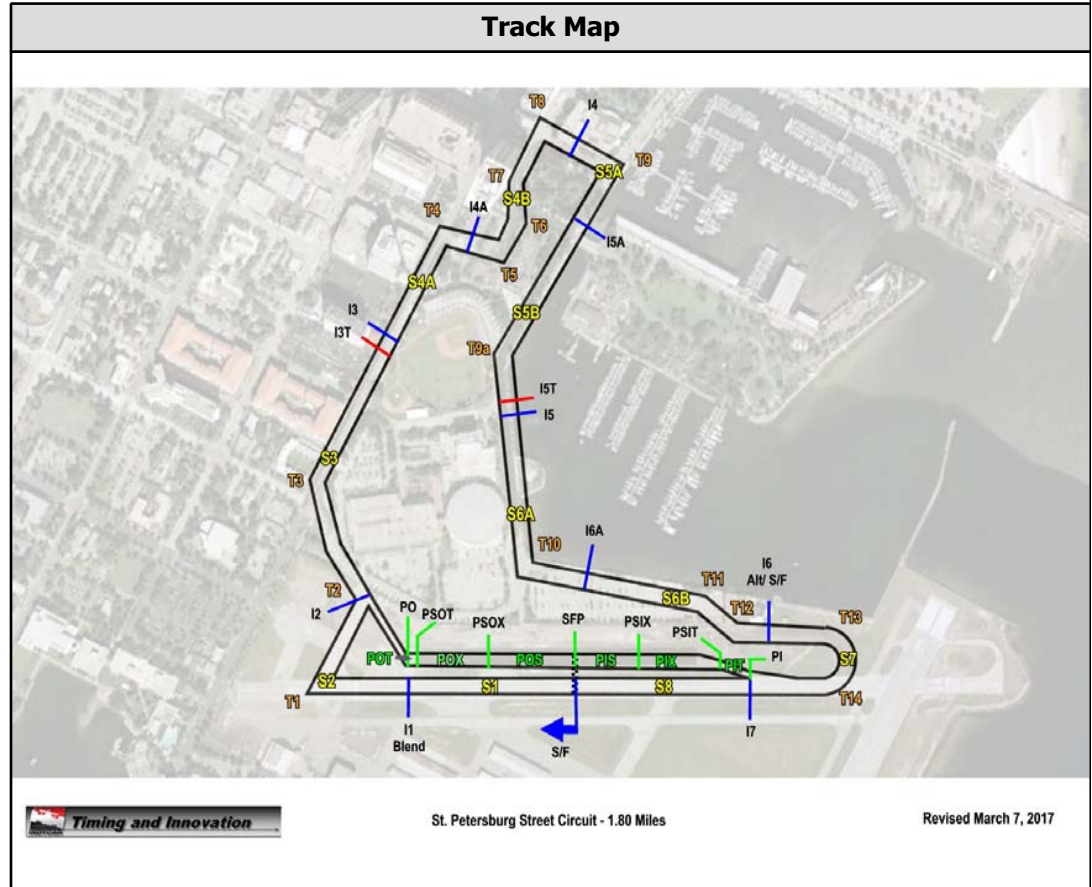 Track Map
T8
I4
T9
S5A
T7
S4B
I4A
T4
T6
I5A
T5
S4A
S5B
I3
I3T
T9a
I5T
I5
S3
T3
S6A
I6A
T10
I6
Alt/ S/F
T11
S6B
T12
T13
T2
I2
PO
PSOT
PSOX
SFP
PSIX
PSIT
PI
POT
POX
POS
PIS
PIX
PIT
S7
S2
S1
S8
T1
T14
I1
Blend
S/F
I7
Timing and Innovation
St. Petersburg Street Circuit - 1.80 Miles
Revised March 7, 2017